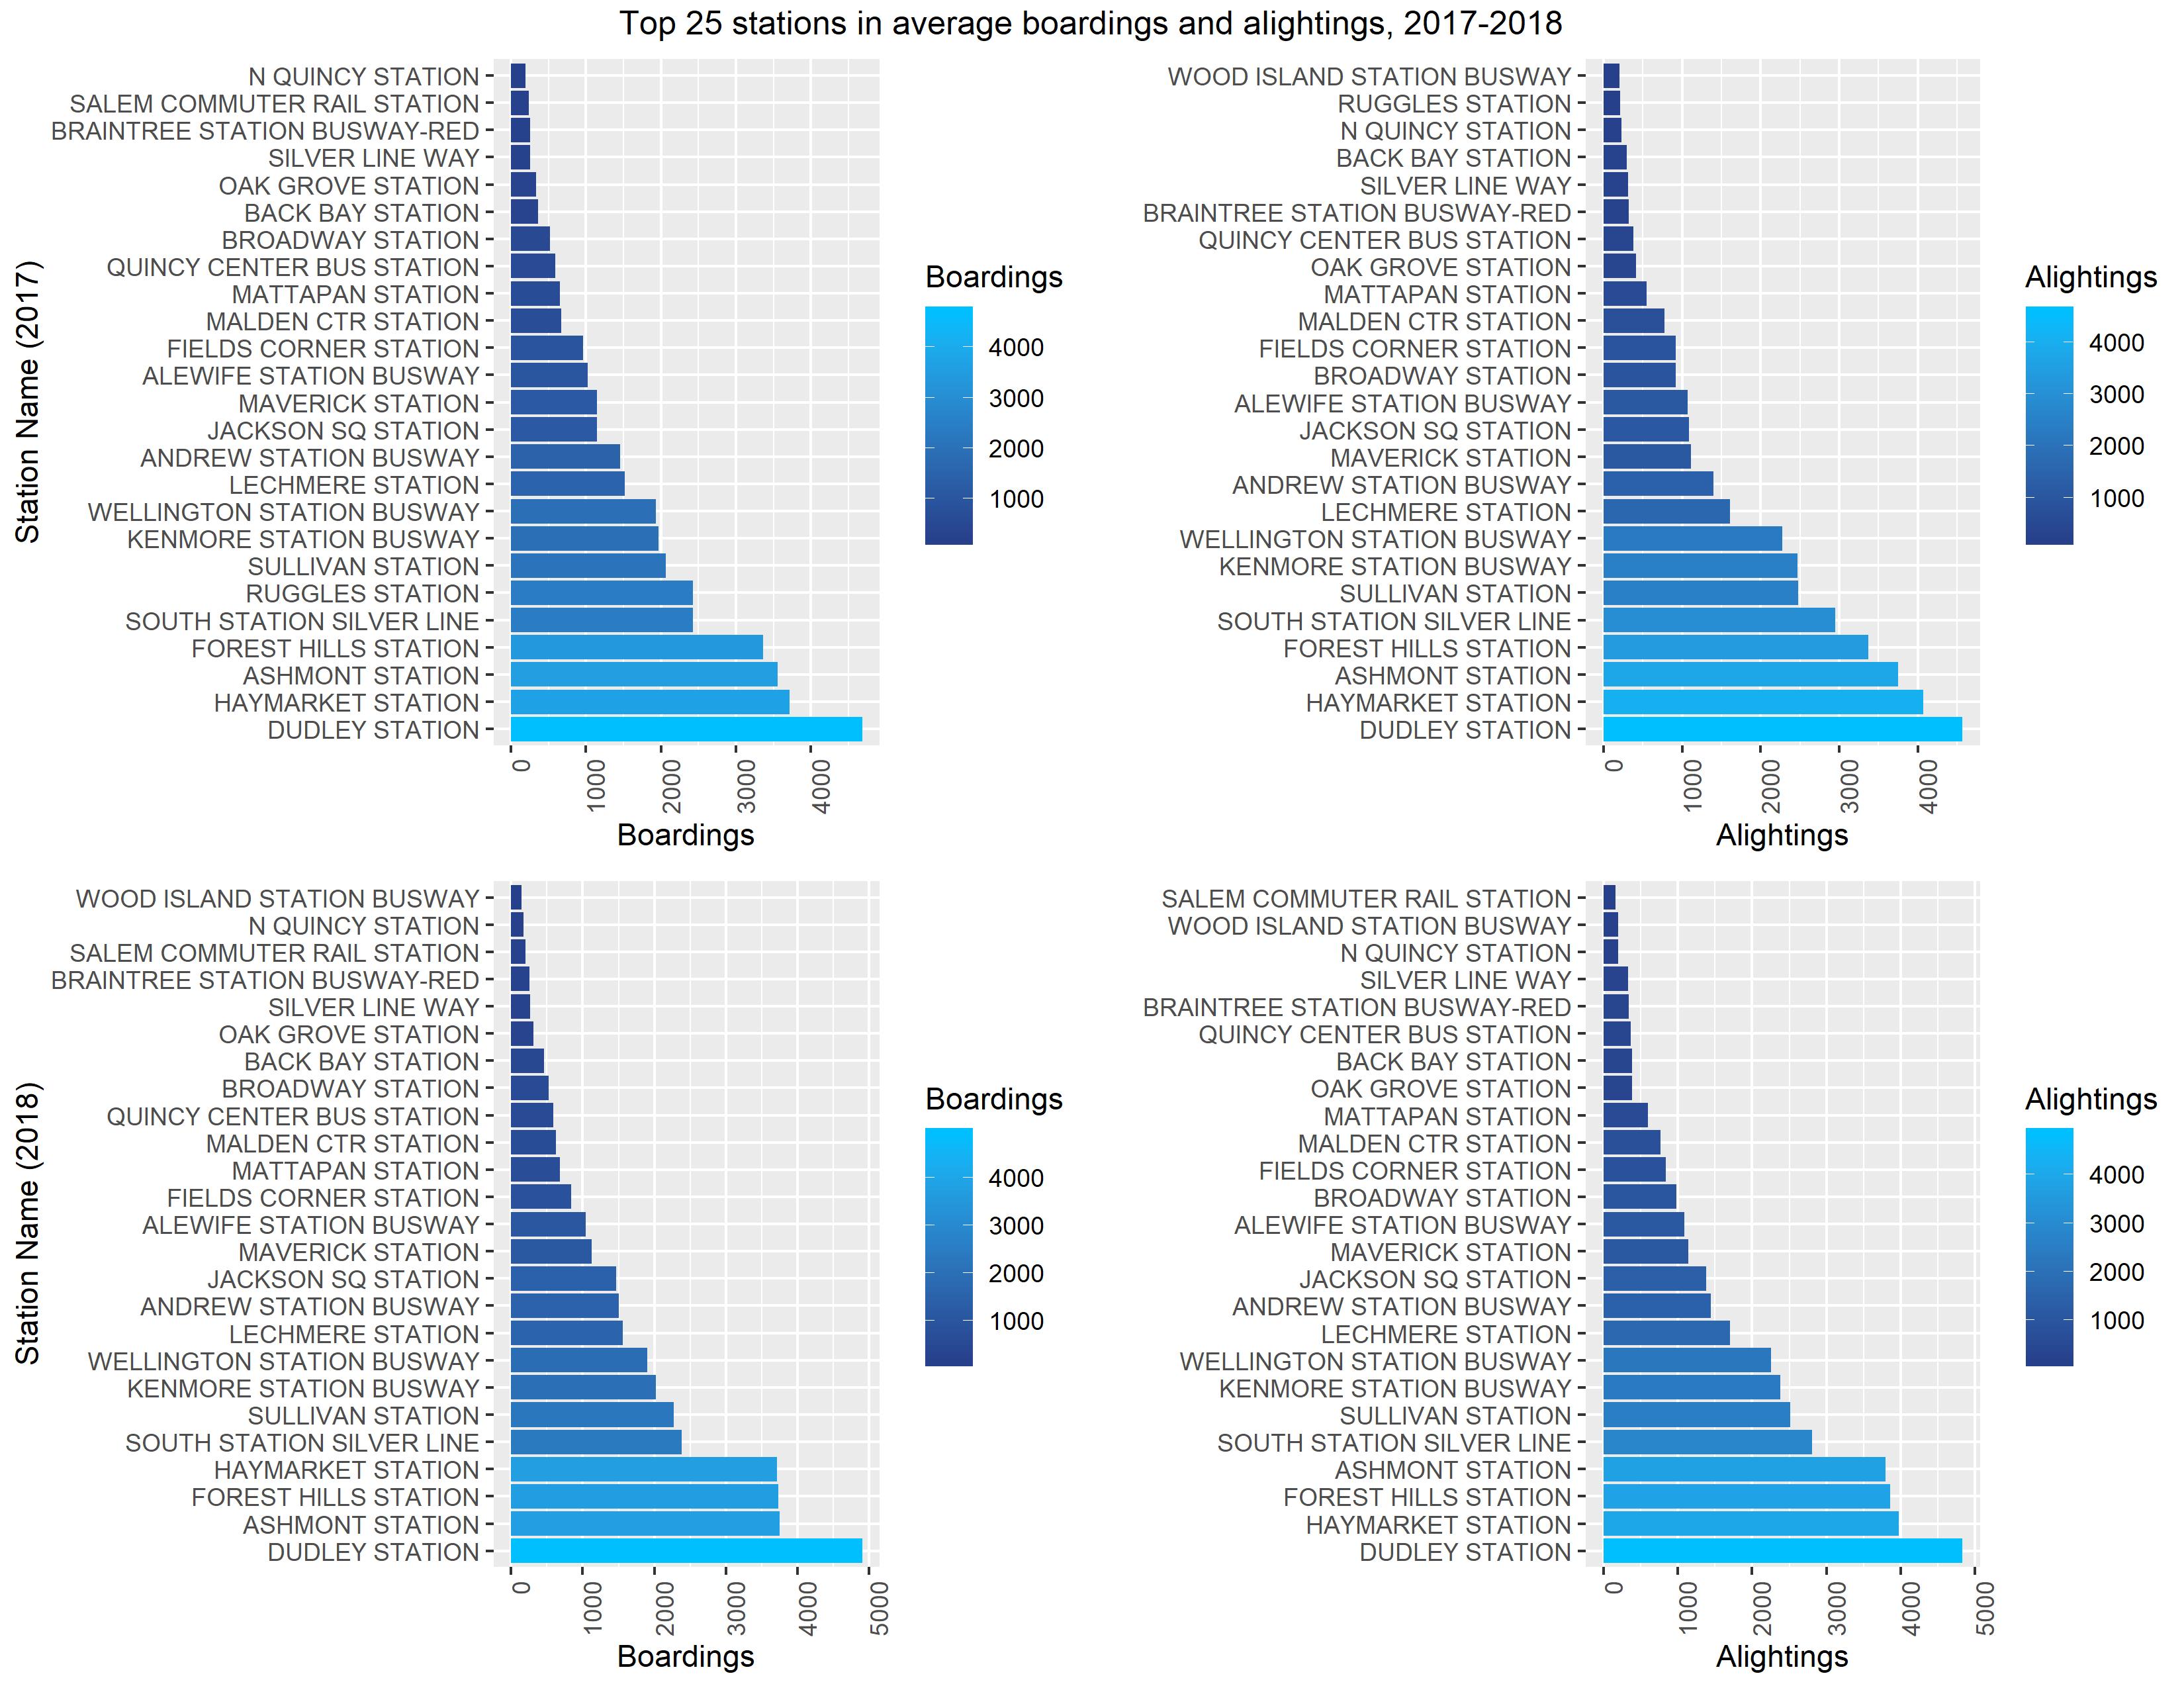 Top 25 stations in average boardings and alightings, 2017-2018
Station Name (2017)
N QUINCY STATION
SALEM COMMUTER RAIL STATION
BRAINTREE STATION BUSWAY-RED
SILVER LINE WAY
OAK GROVE STATION
BACK BAY STATION
BROADWAY STATION
QUINCY CENTER BUS STATION
MATTAPAN STATION
MALDEN CTR STATION
FIELDS CORNER STATION
ALEWIFE STATION BUSWAY
MAVERICK STATION
JACKSON SQ STATION
ANDREW STATION BUSWAY
LECHMERE STATION
WELLINGTON STATION BUSWAY
KENMORE STATION BUSWAY
SULLIVAN STATION
RUGGLES STATION
SOUTH STATION SILVER LINE
FOREST HILLS STATION
ASHMONT STATION
HAYMARKET STATION
DUDLEY STATION
0 1000 2000 3000 4000
Boardings
Boardings
4000
3000
2000
1000
WOOD ISLAND STATION BUSWAY
RUGGLES STATION
N QUINCY STATION
BACK BAY STATION
SILVER LINE WAY
BRAINTREE STATION BUSWAY-RED
QUINCY CENTER BUS STATION
OAK GROVE STATION
MATTAPAN STATION
MALDEN CTR STATION
FIELDS CORNER STATION
BROADWAY STATION
ALEWIFE STATION BUSWAY
JACKSON SQ STATION
MAVERICK STATION
ANDREW STATION BUSWAY
LECHMERE STATION
WELLINGTON STATION BUSWAY
KENMORE STATION BUSWAY
SULLIVAN STATION
SOUTH STATION SILVER LINE
FOREST HILLS STATION
ASHMONT STATION
HAYMARKET STATION
DUDLEY STATION
0 1000 2000 3000 4000
Alightings
Alightings
4000
3000
2000
1000
Station Name (2018)
WOOD ISLAND STATION BUSWAY
N QUINCY STATION
SALEM COMMUTER RAIL STATION
BRAINTREE STATION BUSWAY-RED
SILVER LINE WAY
OAK GROVE STATION
BACK BAY STATION
BROADWAY STATION
QUINCY CENTER BUS STATION
MALDEN CTR STATION
MATTAPAN STATION
FIELDS CORNER STATION
ALEWIFE STATION BUSWAY
MAVERICK STATION
JACKSON SQ STATION
ANDREW STATION BUSWAY
LECHMERE STATION
WELLINGTON STATION BUSWAY
KENMORE STATION BUSWAY
SULLIVAN STATION
SOUTH STATION SILVER LINE
HAYMARKET STATION
FOREST HILLS STATION
ASHMONT STATION
DUDLEY STATION
0 1000 2000 3000 4000 5000
Boardings
Boardings
4000
3000
2000
1000
SALEM COMMUTER RAIL STATION
WOOD ISLAND STATION BUSWAY
N QUINCY STATION
SILVER LINE WAY
BRAINTREE STATION BUSWAY-RED
QUINCY CENTER BUS STATION
BACK BAY STATION
OAK GROVE STATION
MATTAPAN STATION
MALDEN CTR STATION
FIELDS CORNER STATION
BROADWAY STATION
ALEWIFE STATION BUSWAY
MAVERICK STATION
JACKSON SQ STATION
ANDREW STATION BUSWAY
LECHMERE STATION
WELLINGTON STATION BUSWAY
KENMORE STATION BUSWAY
SULLIVAN STATION
SOUTH STATION SILVER LINE
ASHMONT STATION
FOREST HILLS STATION
HAYMARKET STATION
DUDLEY STATION
0 1000 2000 3000 4000 5000
Alightings
Alightings
4000
3000
2000
1000